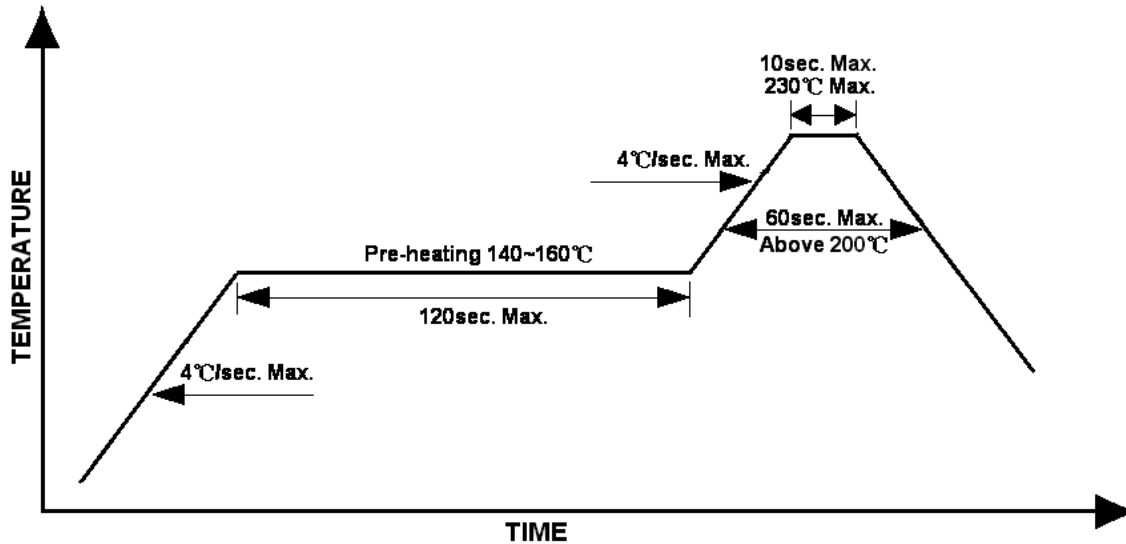 10sec. Max.
230℃ Max.
4℃/sec. Max.
60sec. Max.
Above 200℃
Pre-heating 140~160℃
120sec. Max.
4℃/sec. Max.
TEMPERATURE
TIME